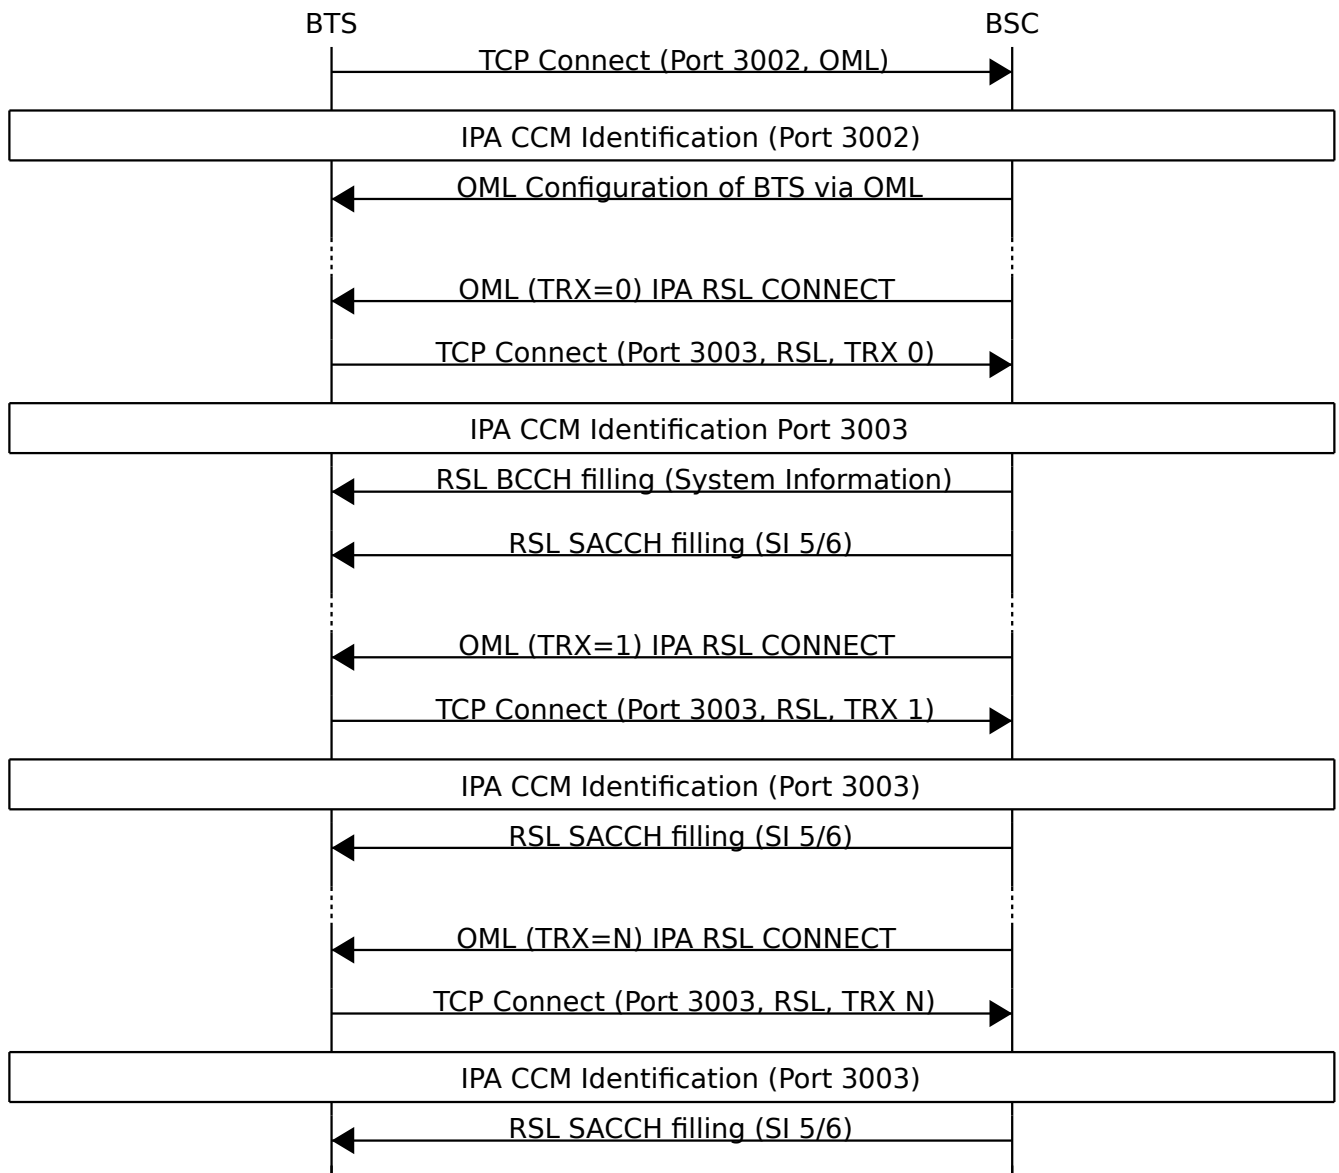 BTS BSC
TCP Connect (Port 3002, OML)
IPA CCM Identification (Port 3002)
OML Configuration of BTS via OML
OML (TRX=0) IPA RSL CONNECT
TCP Connect (Port 3003, RSL, TRX 0)
IPA CCM Identification Port 3003
RSL BCCH filling (System Information)
RSL SACCH filling (SI 5/6)
OML (TRX=1) IPA RSL CONNECT
TCP Connect (Port 3003, RSL, TRX 1)
IPA CCM Identification (Port 3003)
RSL SACCH filling (SI 5/6)
OML (TRX=N) IPA RSL CONNECT
TCP Connect (Port 3003, RSL, TRX N)
IPA CCM Identification (Port 3003)
RSL SACCH filling (SI 5/6)